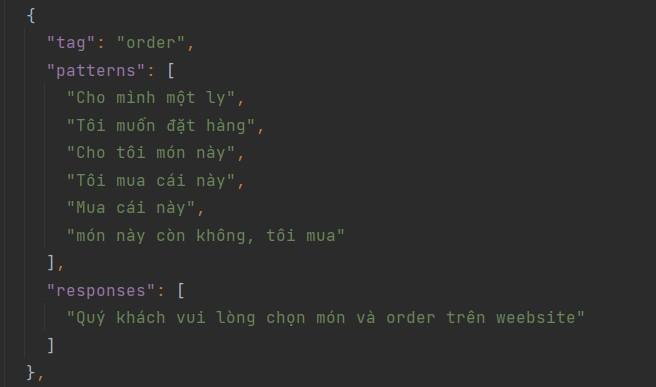 {
"tag": "order",
"patterns": [
"Cho mình một ly",
"Tôi muốn đặt hàng",
"Cho tôi món này",
"Tôi mua cái này",
"Mua cái này",
"món này còn không, tôi mua"
],
"responses": [
"Quý khách vui lòng chọn món và order trên weebsite"
]
},